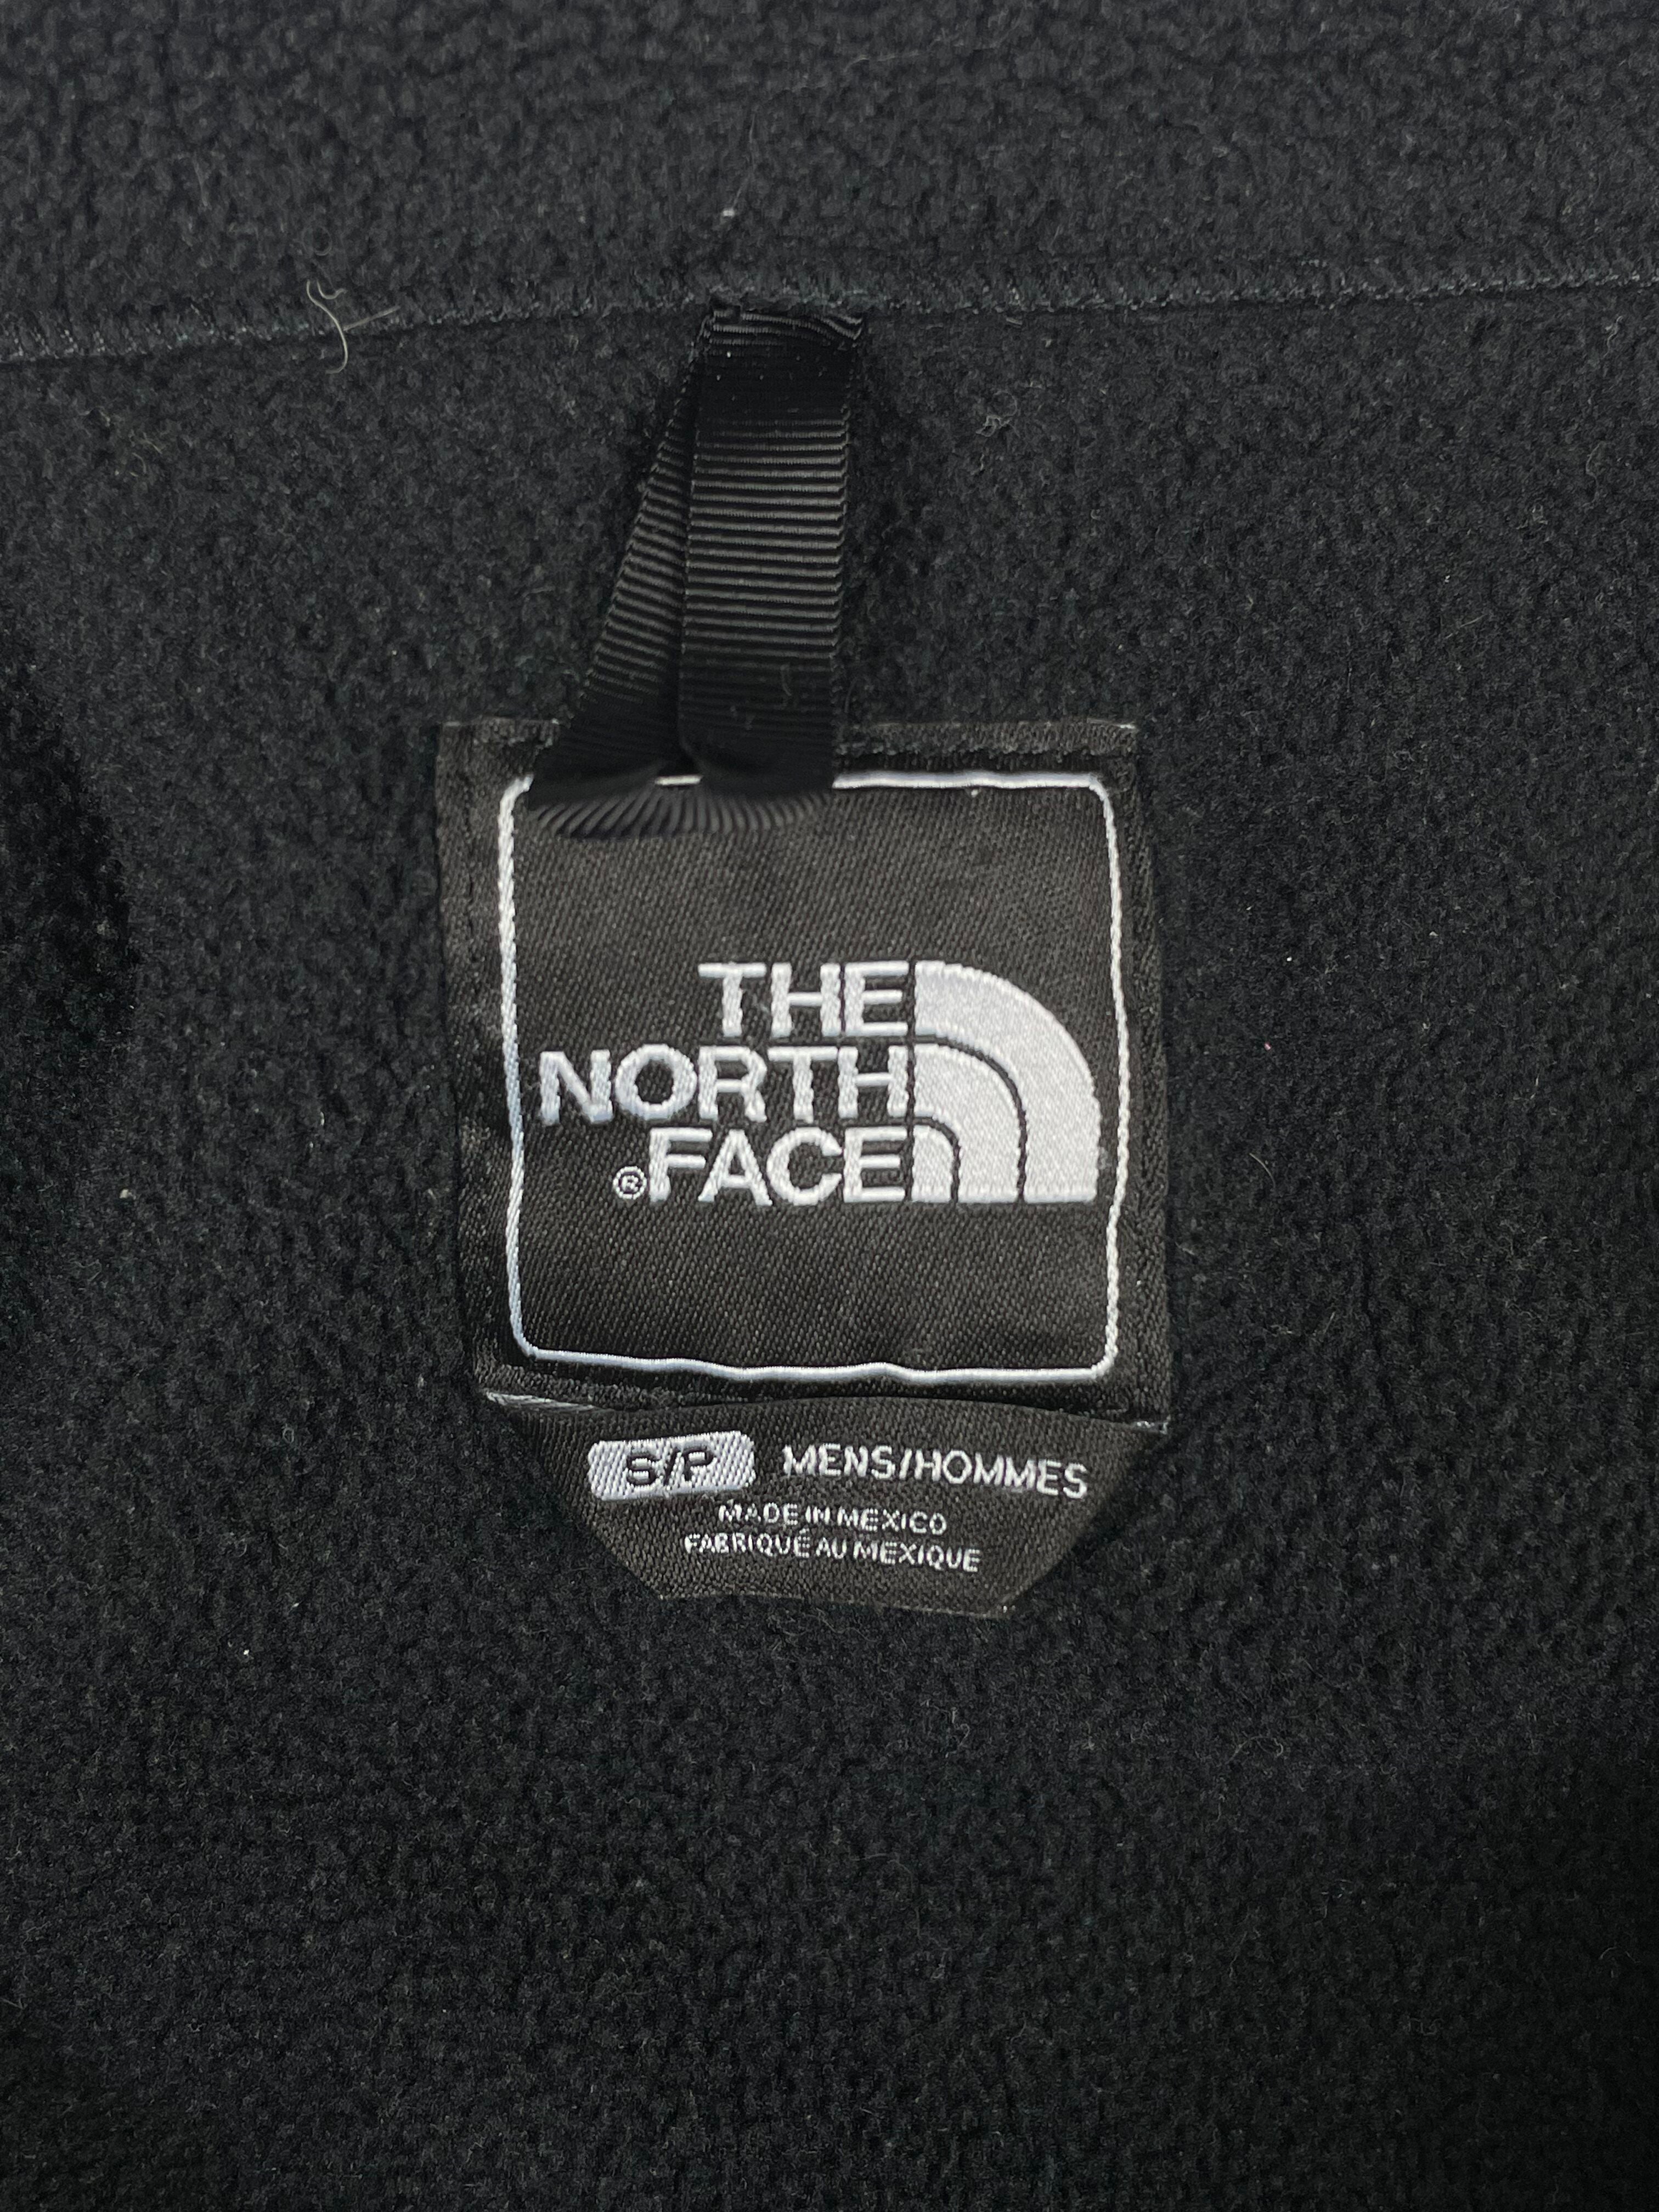 THE
NORTH
®FACE
S/P MENS/HOMMES
MADE IN MEXICO
FABRIQUÉ AU MEXIQUE